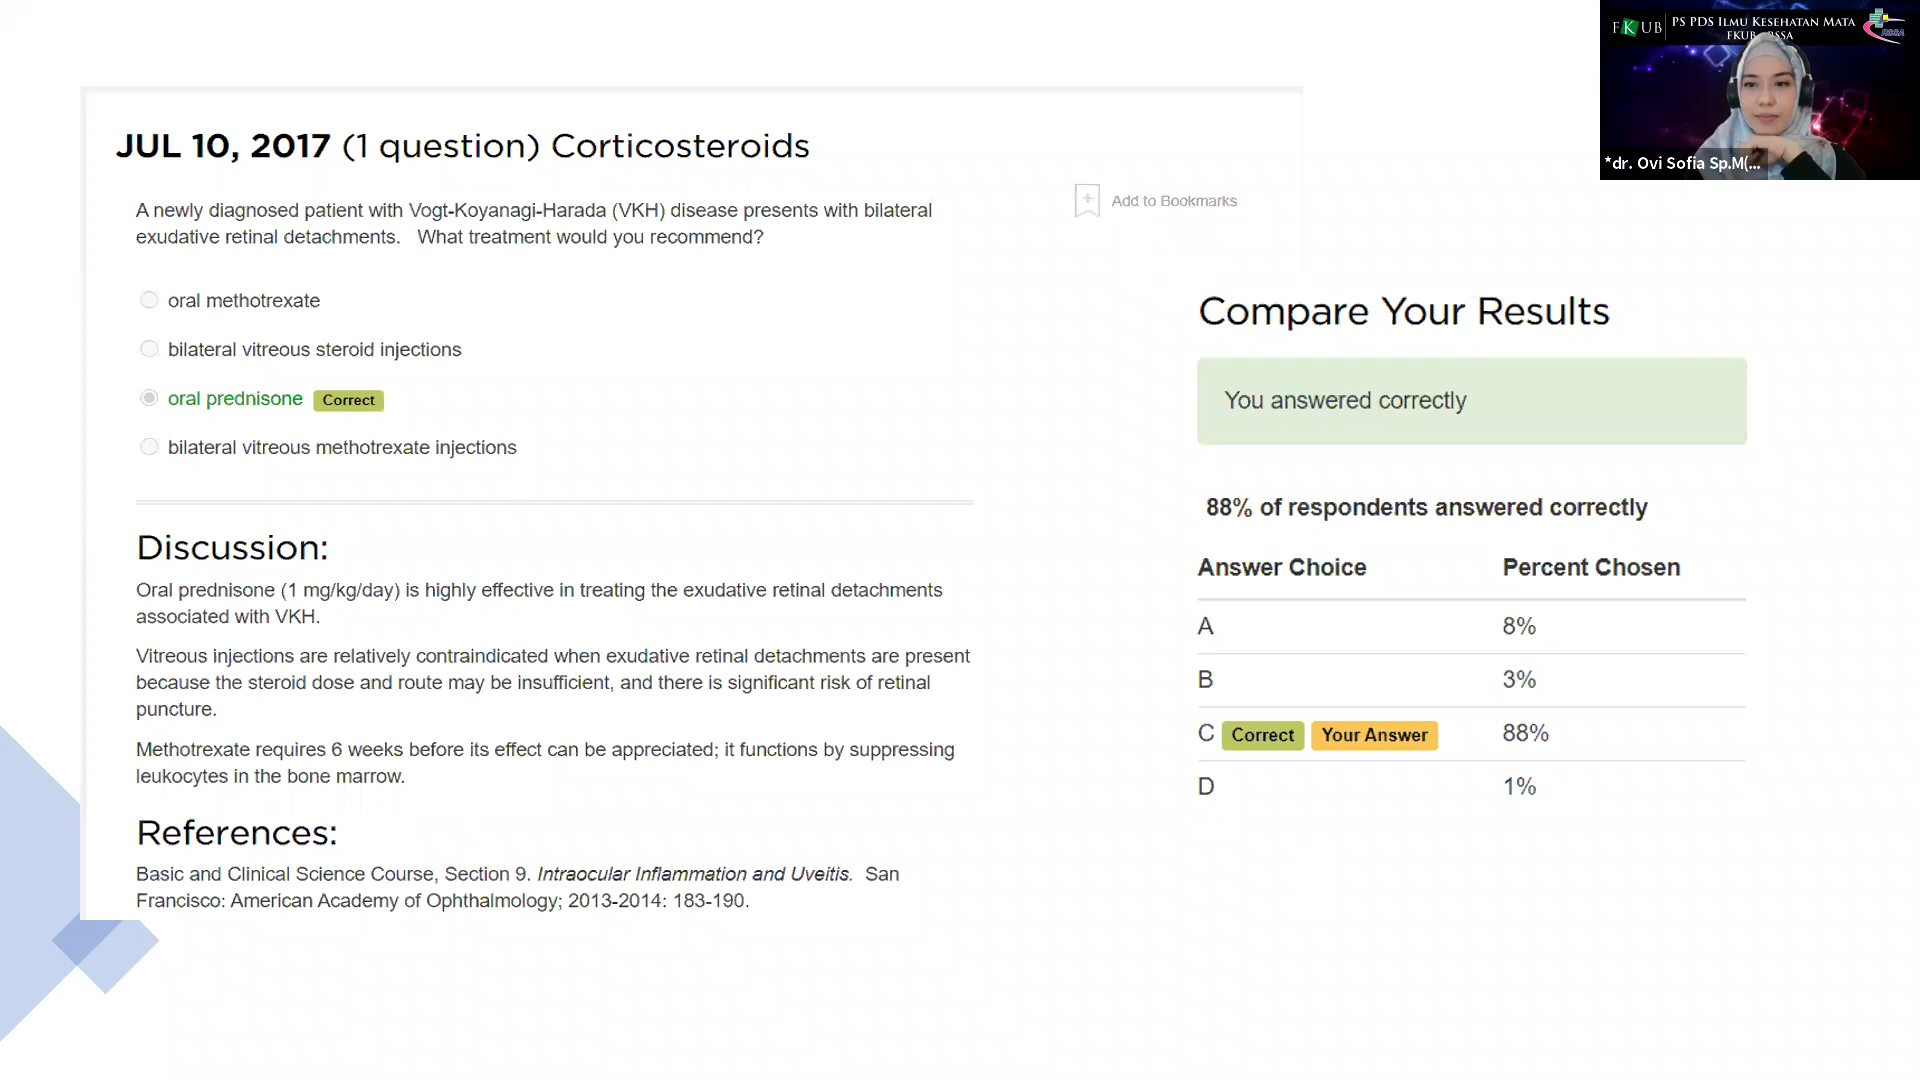 JUL 10, 2017 (1 question) Corticosteroids
Add to Bookmarks
A newly diagnosed patient with Vogt-Koyanagi-Harada (VKH) disease presents with bilateral
exudative retinal detachments.   What treatment would you recommend?
oral methotrexate
bilateral vitreous steroid injections
oral prednisone Correct
bilateral vitreous methotrexate injections
Discussion:
Oral prednisone (1 mg/kg/day) is highly effective in treating the exudative retinal detachments
associated with VKH.
Vitreous injections are relatively contraindicated when exudative retinal detachments are present
because the steroid dose and route may be insufficient, and there is significant risk of retinal
puncture.
Methotrexate requires 6 weeks before its effect can be appreciated; it functions by suppressing
leukocytes in the bone marrow.
References:
Basic and Clinical Science Course, Section 9. Intraocular Inflammation and Uveitis.  San
Francisco: American Academy of Ophthalmology; 2013-2014: 183-190.
Compare Your Results
You answered correctly
88% of respondents answered correctly
Answer Choice Percent Chosen
A 8%
B 3%
C Correct Your Answer 88%
D 1%
FKUB PS PDS ILMU KESEHATAN MATA
FKUB
RSSA
*dr. Ovi Sofia Sp.M(...